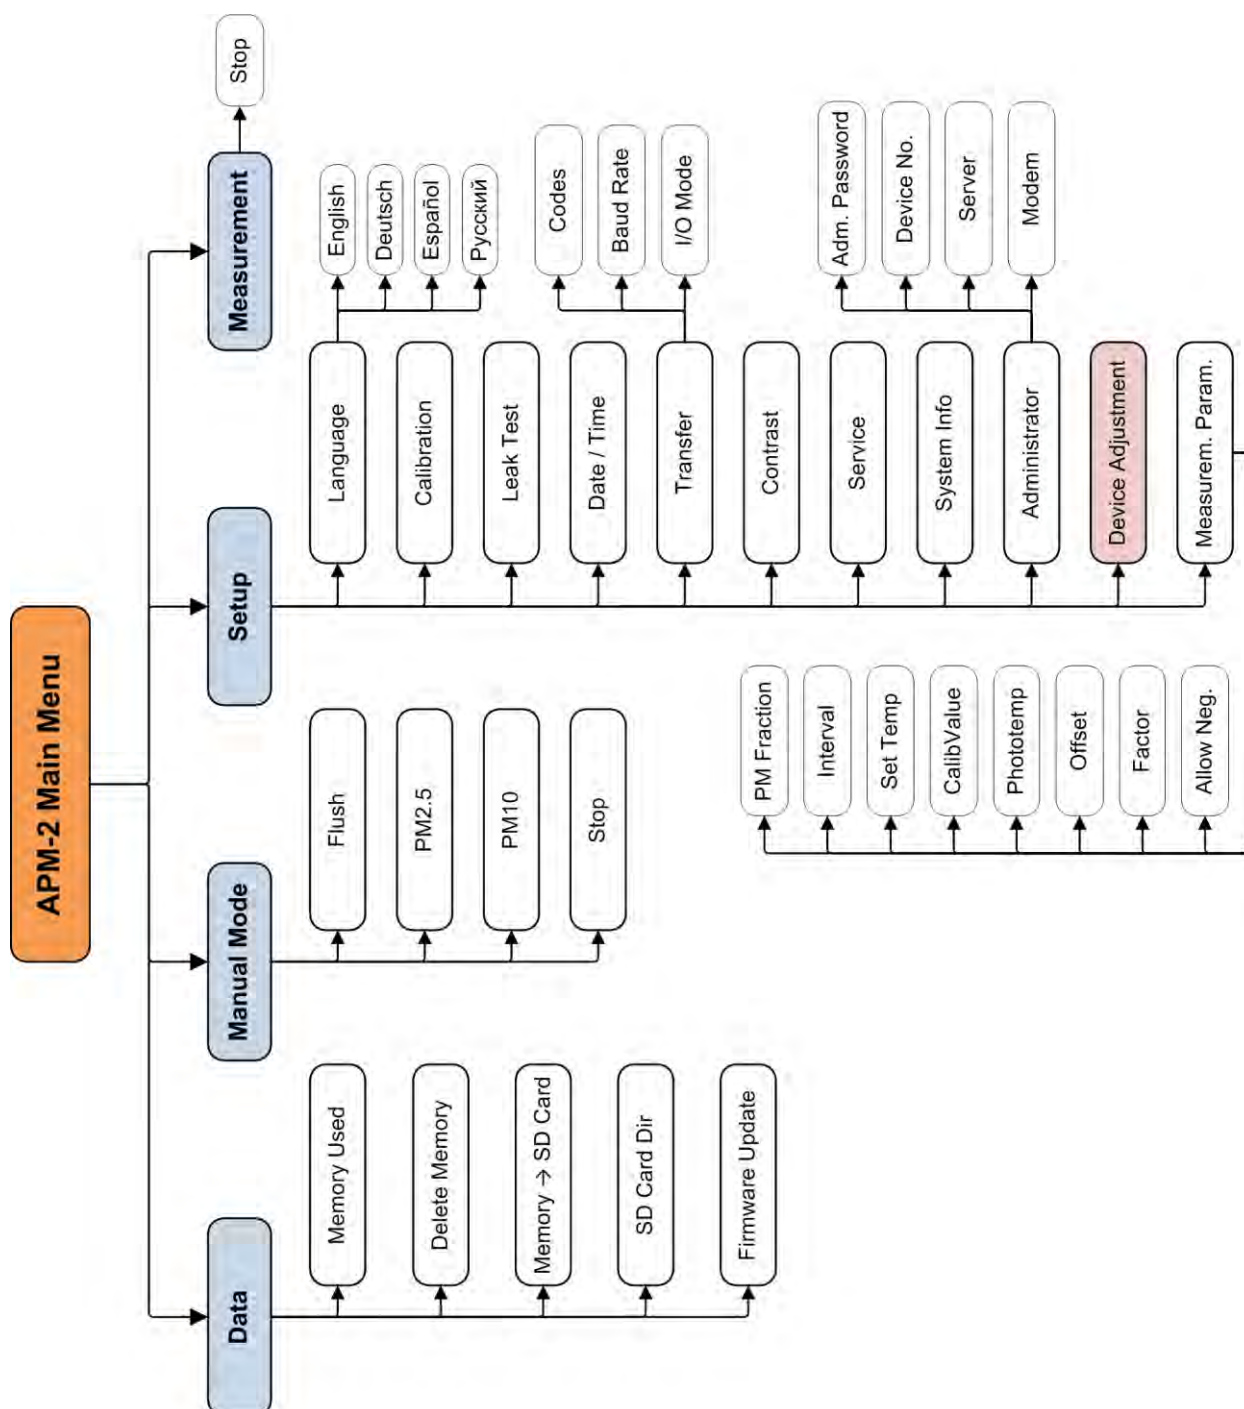 APM-2 Main Menu
Data
Memory Used
Delete Memory
Memory → SD Card
SD Card Dir
Firmware Update
Manual Mode
Flush
PM2.5
PM10
Stop
Setup
Language
English
Deutsch
Español
Русский
Calibration
Leak Test
Date / Time
Transfer
Codes
Baud Rate
I/O Mode
Contrast
Service
System Info
Administrator
Adm. Password
Device No.
Server
Modem
Device Adjustment
Measurem. Param.
PM Fraction
Interval
Set Temp
CalibValue
Phototemp
Offset
Factor
Allow Neg.
Measurement
Stop